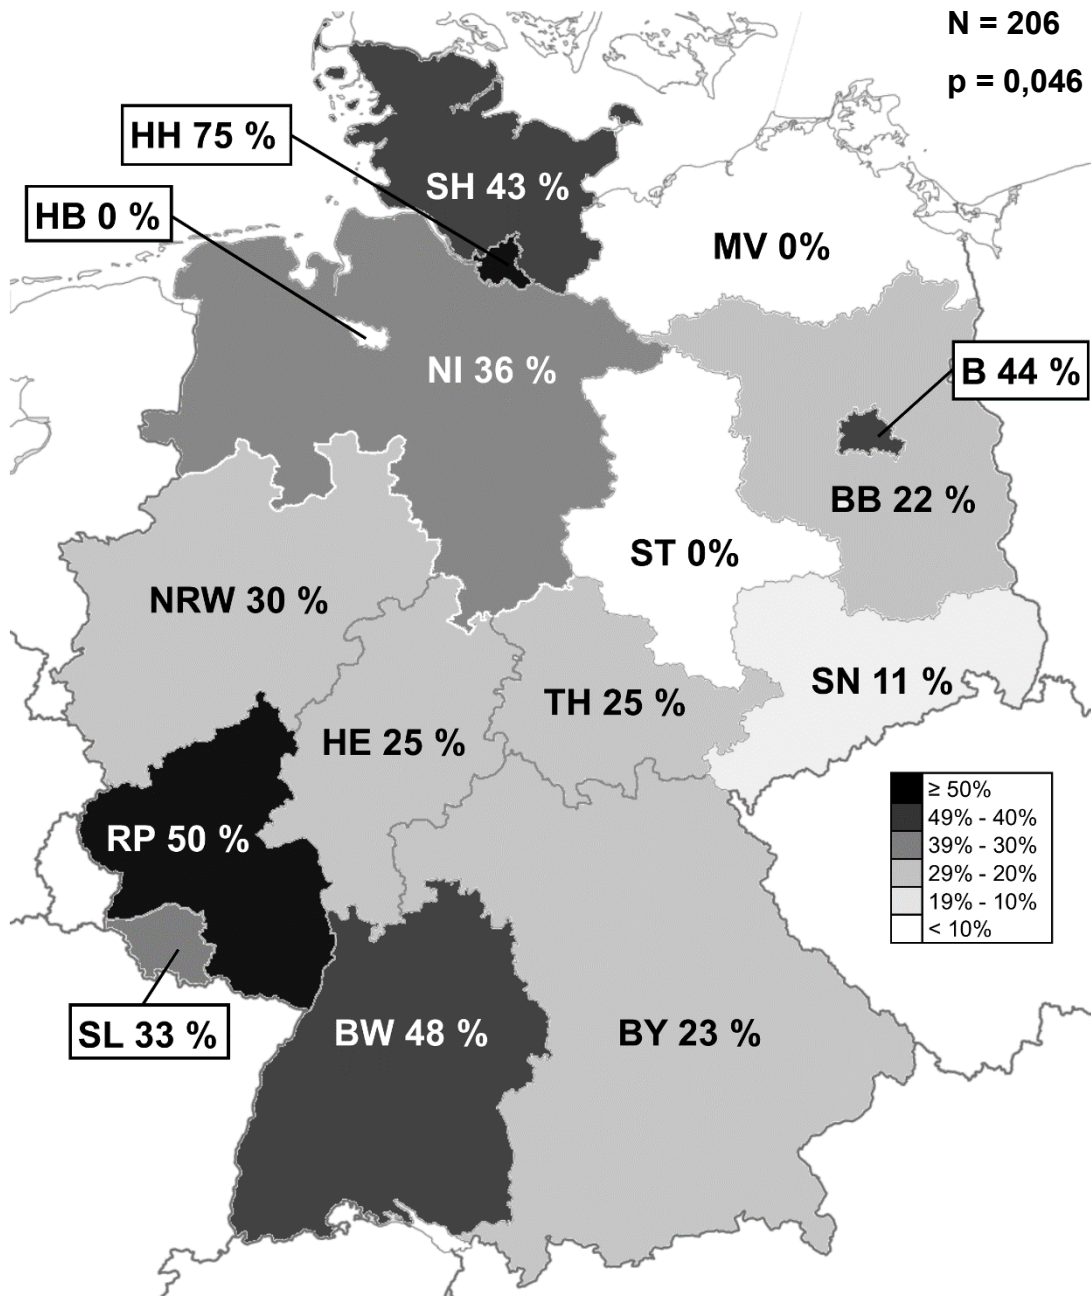 N = 206
p = 0,046
HH 75 %
SH 43 %
HB 0 %
MV 0%
NI 36 %
B 44 %
BB 22 %
ST 0%
NRW 30 %
SN 11 %
TH 25 %
HE 25 %
≥ 50%
49% - 40%
39% - 30%
29% - 20%
19% - 10%
< 10%
RP 50 %
SL 33 %
BW 48 %
BY 23 %